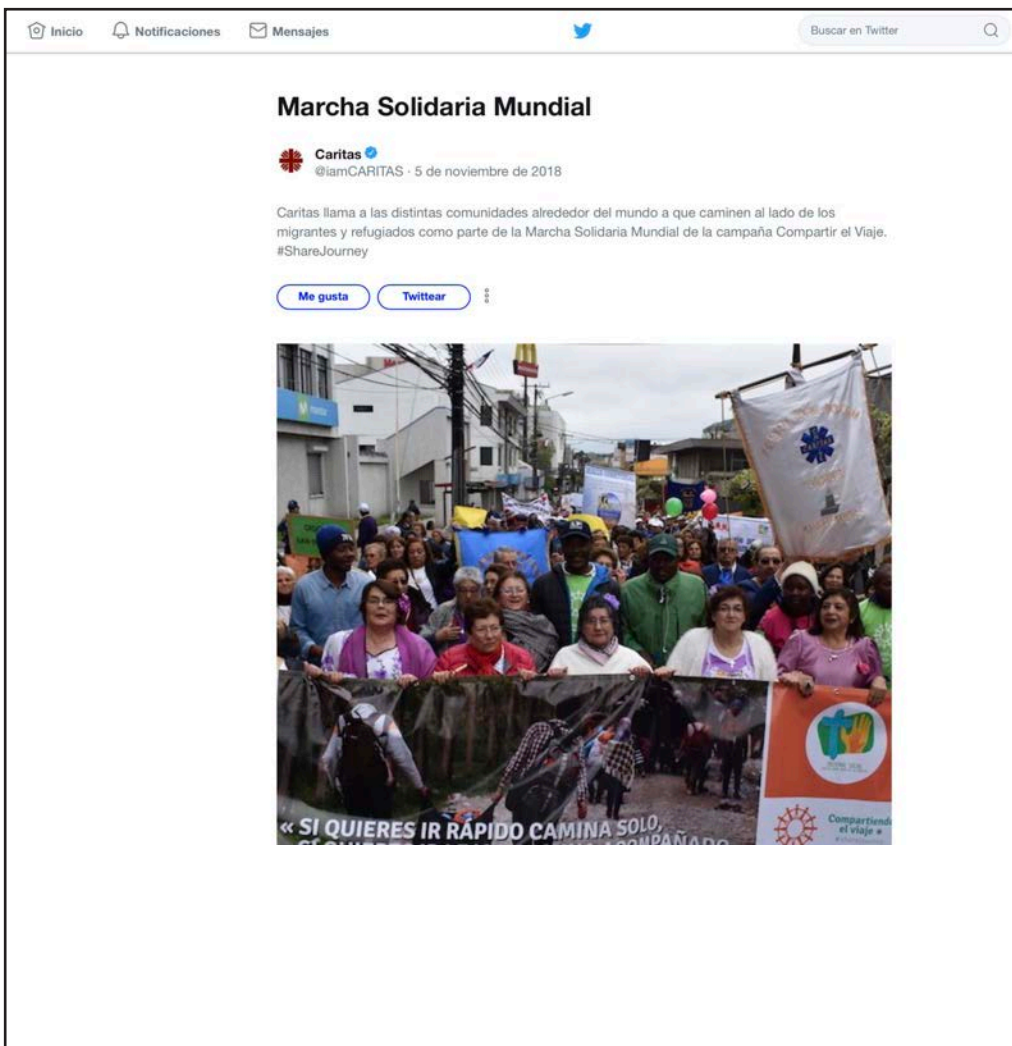 Inicio Notificaciones Mensajes Buscar en Twitter
Marcha Solidaria Mundial
Caritas
@iamCARITAS · 5 de noviembre de 2018
Caritas llama a las distintas comunidades alrededor del mundo a que caminen al lado de los
migrantes y refugiados como parte de la Marcha Solidaria Mundial de la campaña Compartir el Viaje.
#ShareJourney
Me gusta Twittear
« SI QUIERES IR RÁPIDO CAMINA SOLO,
ACOMPAÑADO
Compartiendo
el viaje